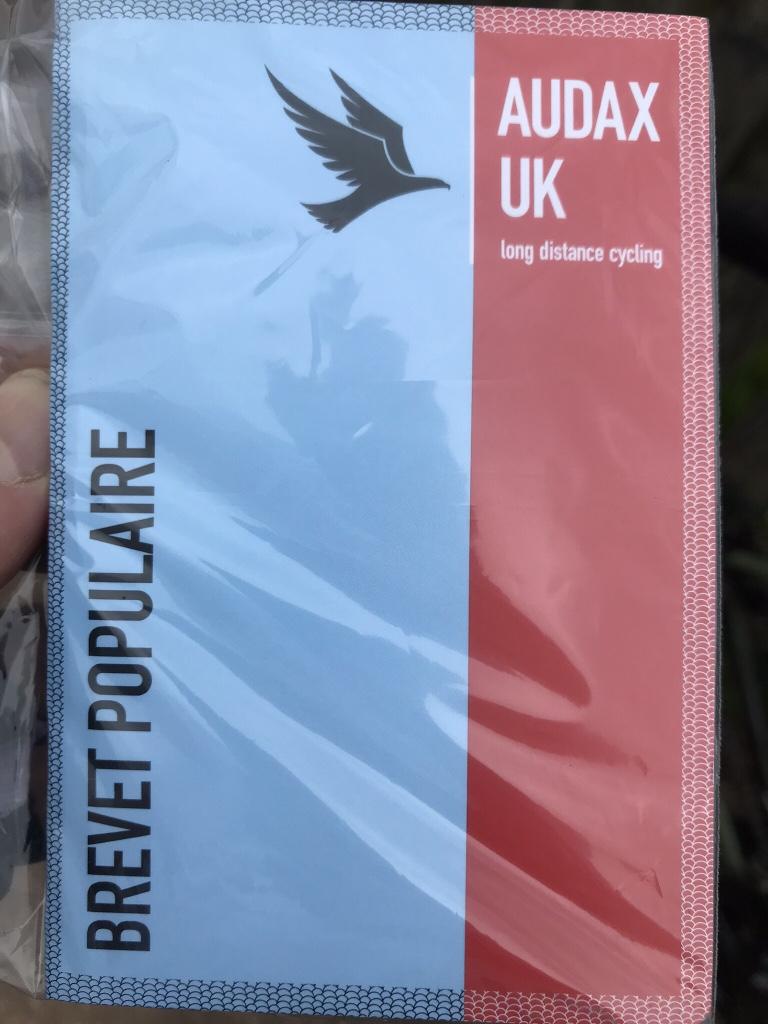 AUDAX
UK
long distance cycling
BREVET POPULAIRE